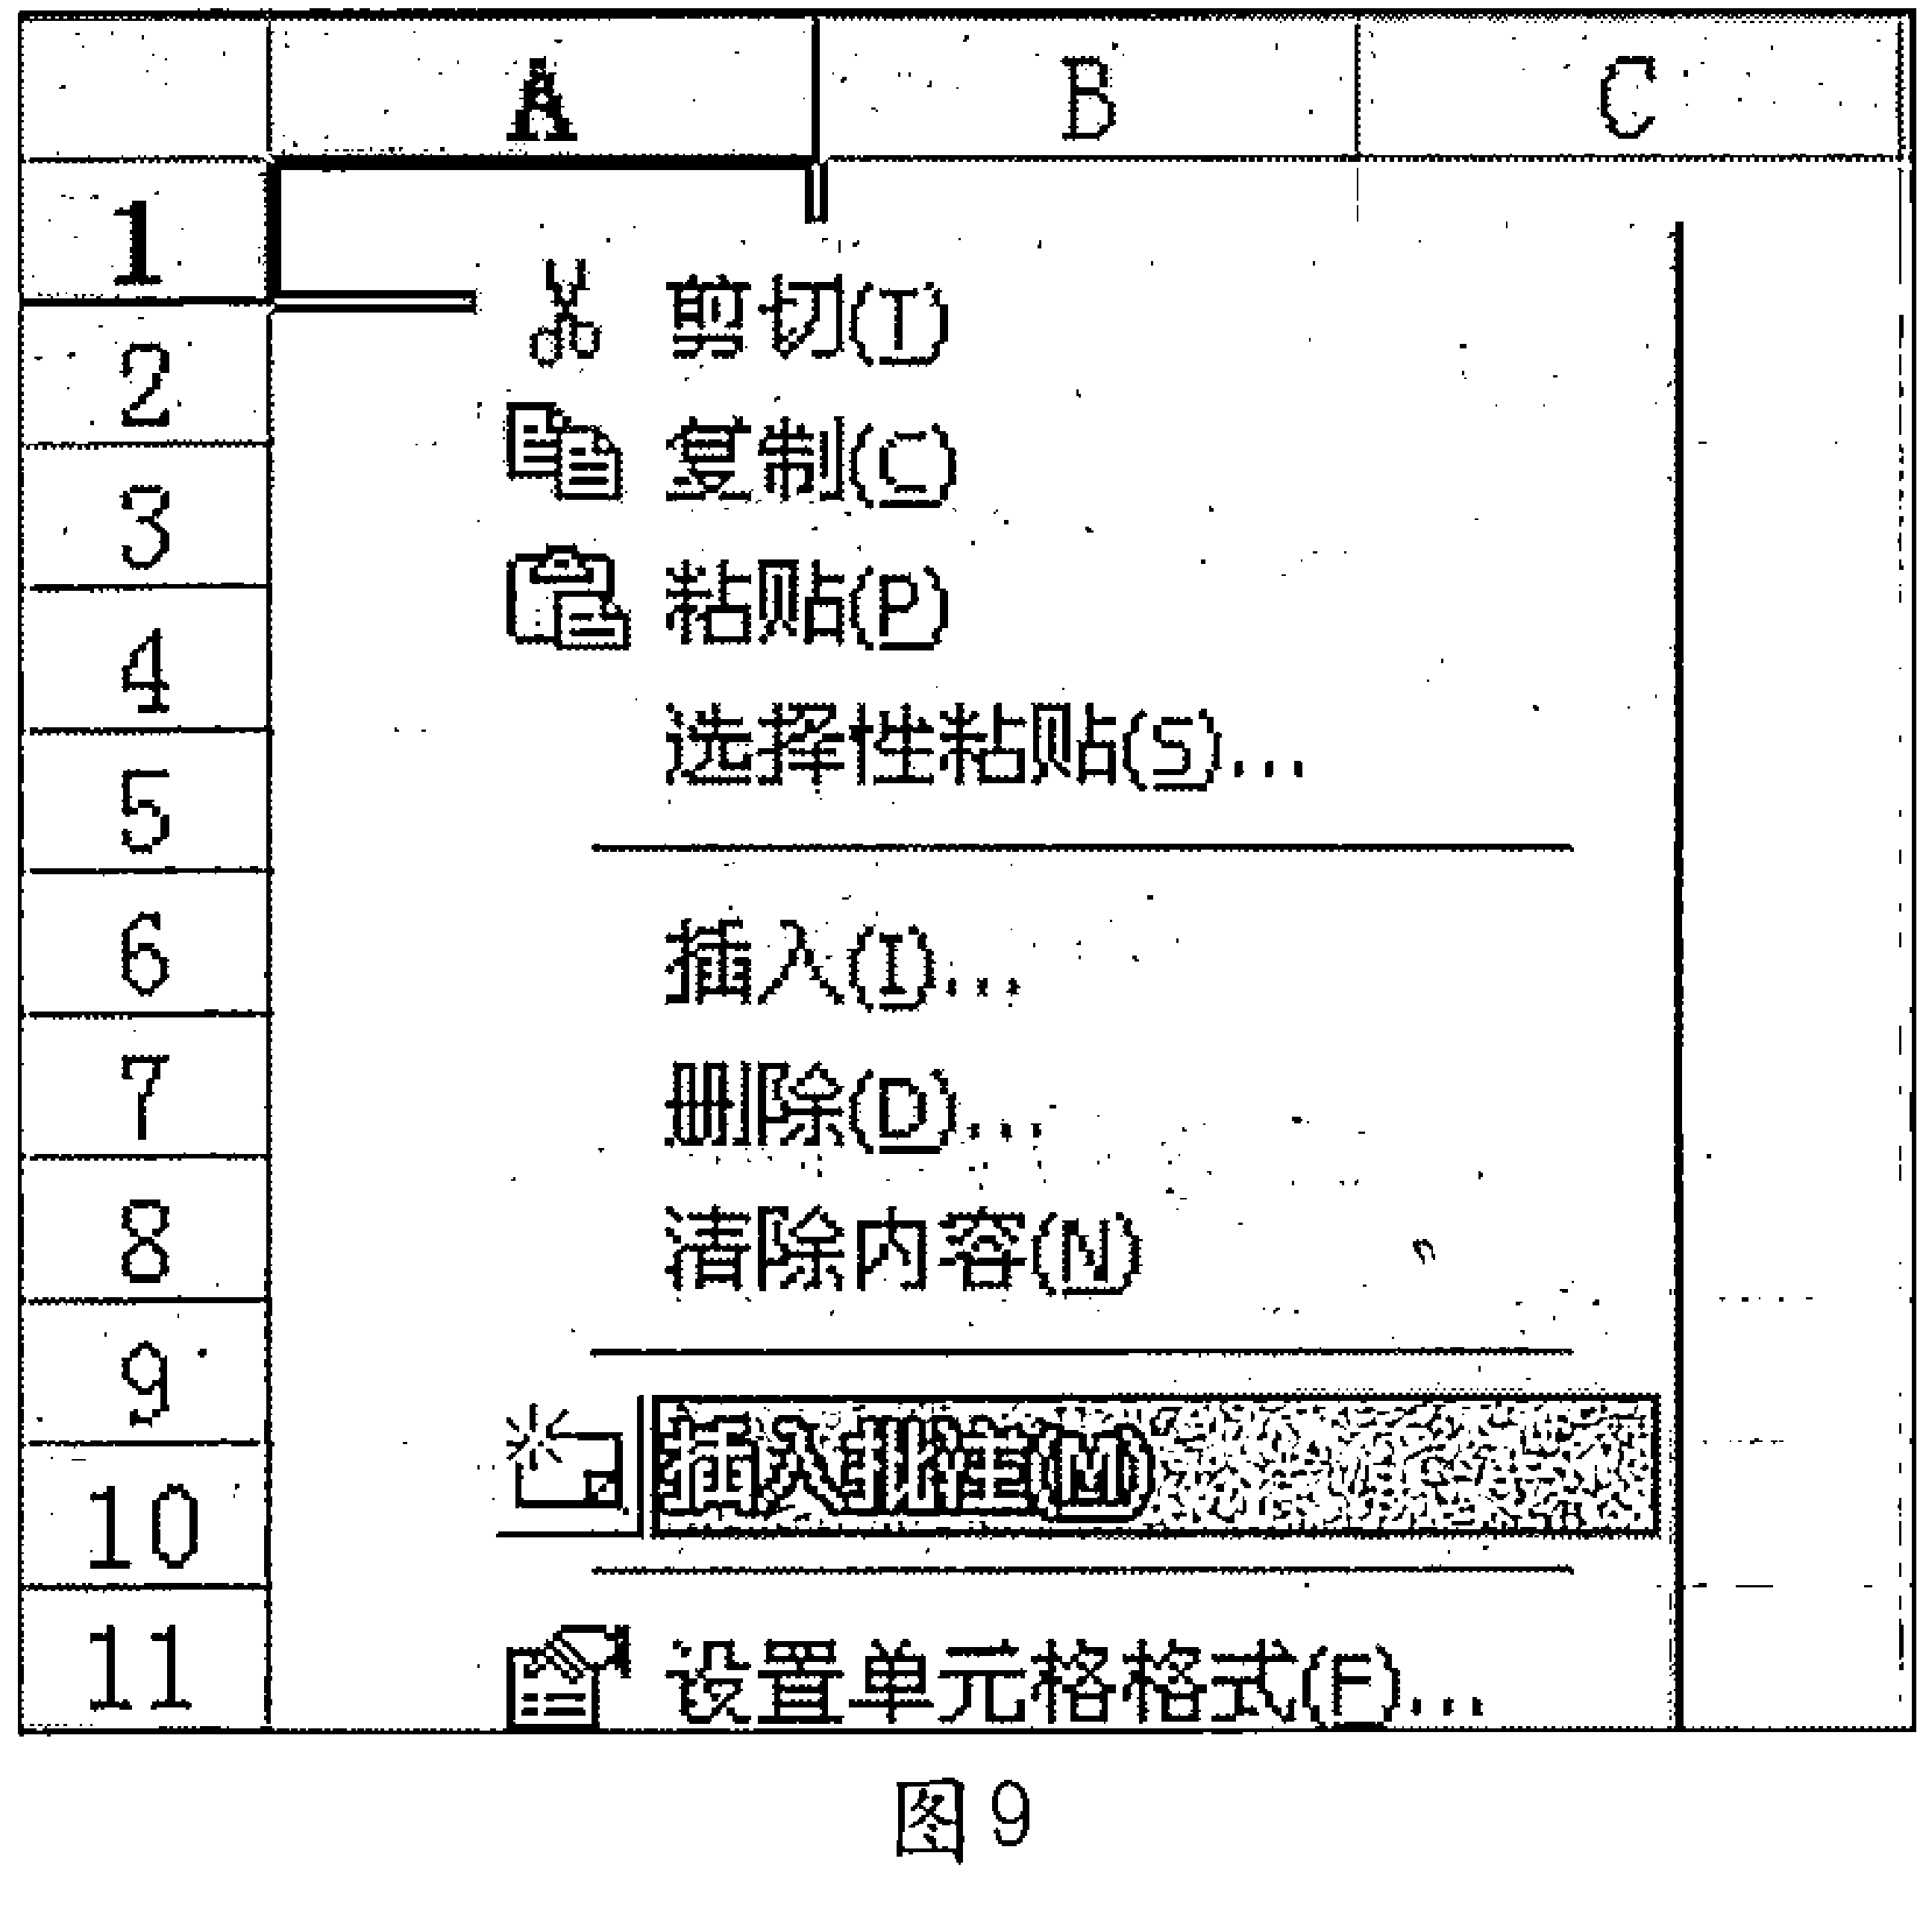 A B C
1
2
3
4
5
6
7
8
9
10
11
剪切(T)
复制(C)
粘贴(P)
选择性粘贴(S)...
插入(I)...
删除(D)...
清除内容(N)
插入批注(M)
设置单元格格式(F)...
图9